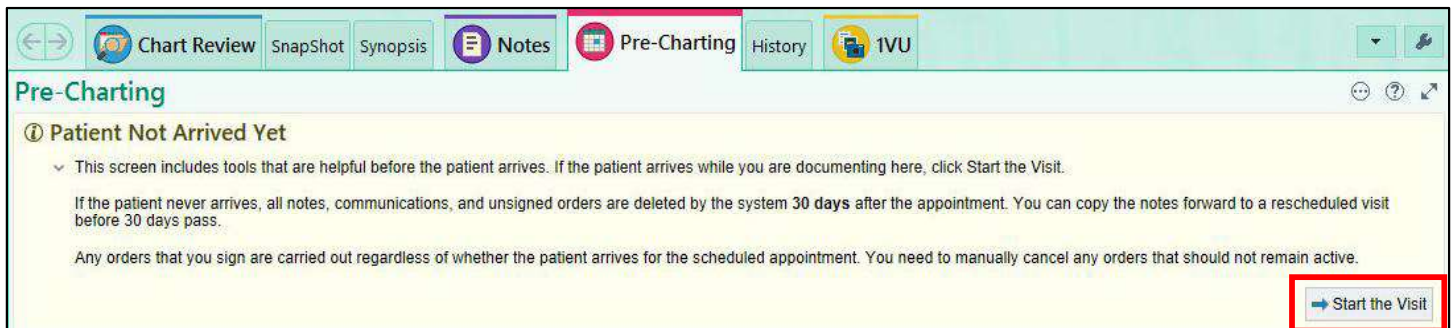 Chart Review SnapShot Synopsis Notes Pre-Charting History 1VU
Pre-Charting
Patient Not Arrived Yet
This screen includes tools that are helpful before the patient arrives. If the patient arrives while you are documenting here, click Start the Visit.
If the patient never arrives, all notes, communications, and unsigned orders are deleted by the system 30 days after the appointment. You can copy the notes forward to a rescheduled visit
before 30 days pass.
Any orders that you sign are carried out regardless of whether the patient arrives for the scheduled appointment. You need to manually cancel any orders that should not remain active.
Start the Visit